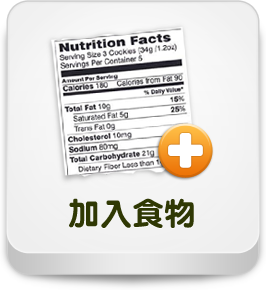 Nutrition Facts
Serving Size 3 Cookies (34g /1.2oz)
Servings Per Container 5
Amount Per Serving
Calories 180 Calories from Fat 90
% Daily Value*
Total Fat 10g 15%
Saturated Fat 5g 25%
Trans Fat 0g
Cholesterol 10mg
Sodium 80mg
Total Carbohydrate 21g
Dietary Fiber Less than
加入食物